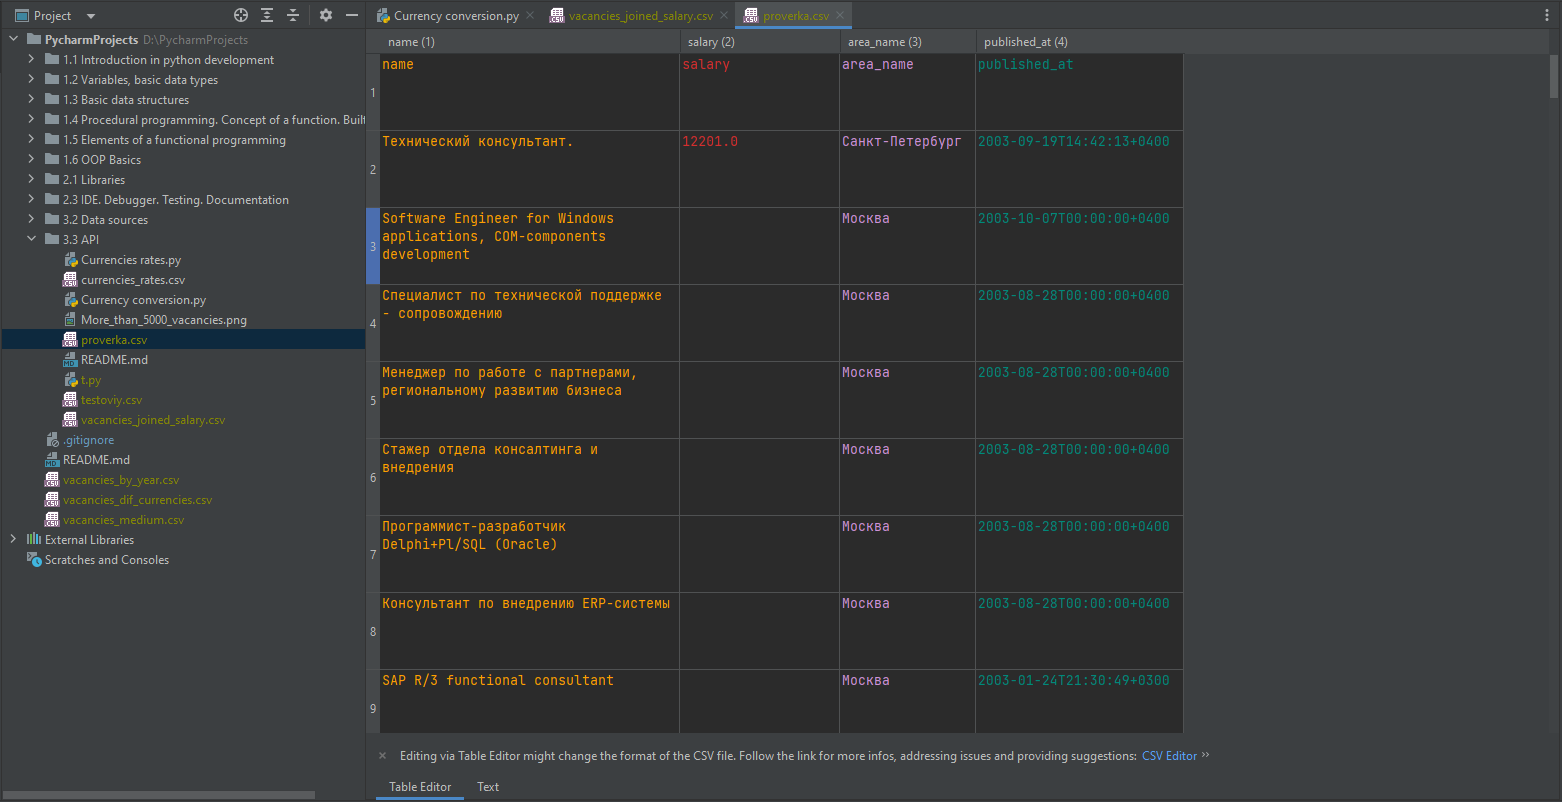 Project
PycharmProjects D:\PycharmProjects
1.1 Introduction in python development
1.2 Variables, basic data types
1.3 Basic data structures
1.4 Procedural programming. Concept of a function. Built
1.5 Elements of a functional programming
1.6 OOP Basics
2.1 Libraries
2.3 IDE. Debugger. Testing. Documentation
3.2 Data sources
3.3 API
Currencies rates.py
currencies_rates.csv
Currency conversion.py
More_than_5000_vacancies.png
proverka.csv
README.md
t.py
testoviy.csv
vacancies_joined_salary.csv
.gitignore
README.md
vacancies_by_year.csv
vacancies_dif_currencies.csv
vacancies_medium.csv
External Libraries
Scratches and Consoles
Currency conversion.py vacancies_joined_salary.csv proverka.csv
name (1) salary (2) area_name (3) published_at (4)
1 name salary area_name published_at
2 Технический консультант. 12201.0 Санкт-Петербург 2003-09-19T14:42:13+0400
3 Software Engineer for Windows Москва 2003-10-07T00:00:00+0400
applications, COM-components
development
4 Специалист по технической поддержке Москва 2003-08-28T00:00:00+0400
- сопровождению
5 Менеджер по работе с партнерами, Москва 2003-08-28T00:00:00+0400
региональному развитию бизнеса
6 Стажер отдела консалтинга и Москва 2003-08-28T00:00:00+0400
внедрения
7 Программист-разработчик Москва 2003-08-28T00:00:00+0400
Delphi+Pl/SQL (Oracle)
8 Консультант по внедрению ERP-системы Москва 2003-08-28T00:00:00+0400
9 SAP R/3 functional consultant Москва 2003-01-24T21:30:49+0300
Editing via Table Editor might change the format of the CSV file. Follow the link for more infos, addressing issues and providing suggestions: CSV Editor »
Table Editor Text